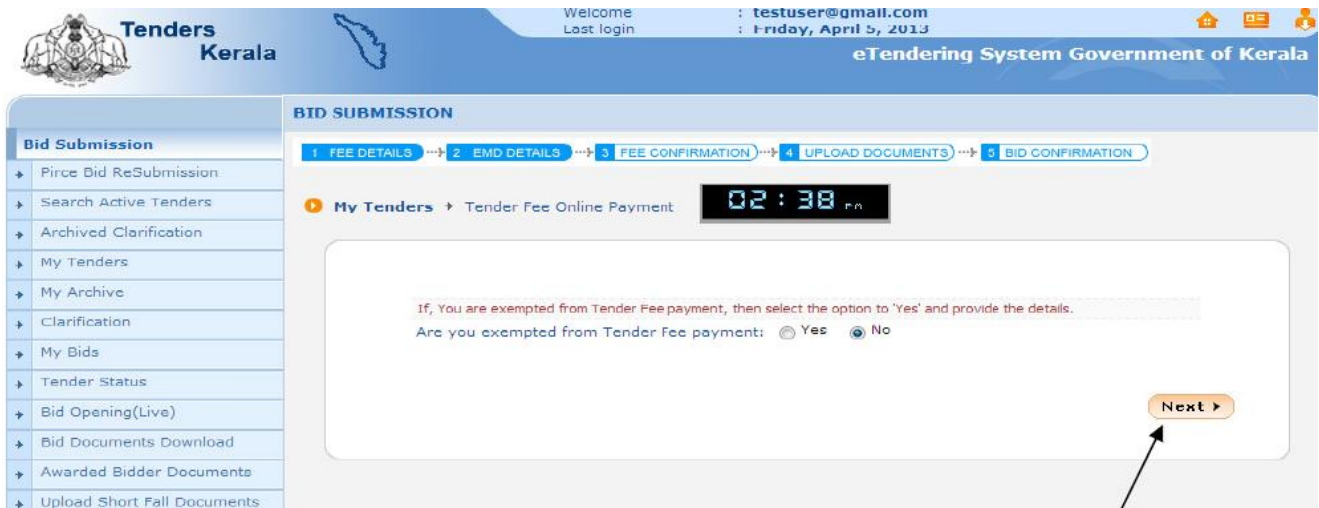 Tenders
Kerala
Welcome : testuser@gmail.com
Last login : Friday, April 5, 2013
eTendering System Government of Kerala
BID SUBMISSION
Bid Submission
Pirce Bid ReSubmission
Search Active Tenders
Archived Clarification
My Tenders
My Archive
Clarification
My Bids
Tender Status
Bid Opening(Live)
Bid Documents Download
Awarded Bidder Documents
Upload Short Fall Documents
1 FEE DETAILS 2 EMD DETAILS 3 FEE CONFIRMATION 4 UPLOAD DOCUMENTS 5 BID CONFIRMATION
My Tenders Tender Fee Online Payment 02:38 PM
If, You are exempted from Tender Fee payment, then select the option to 'Yes' and provide the details.
Are you exempted from Tender Fee payment: Yes No
Next